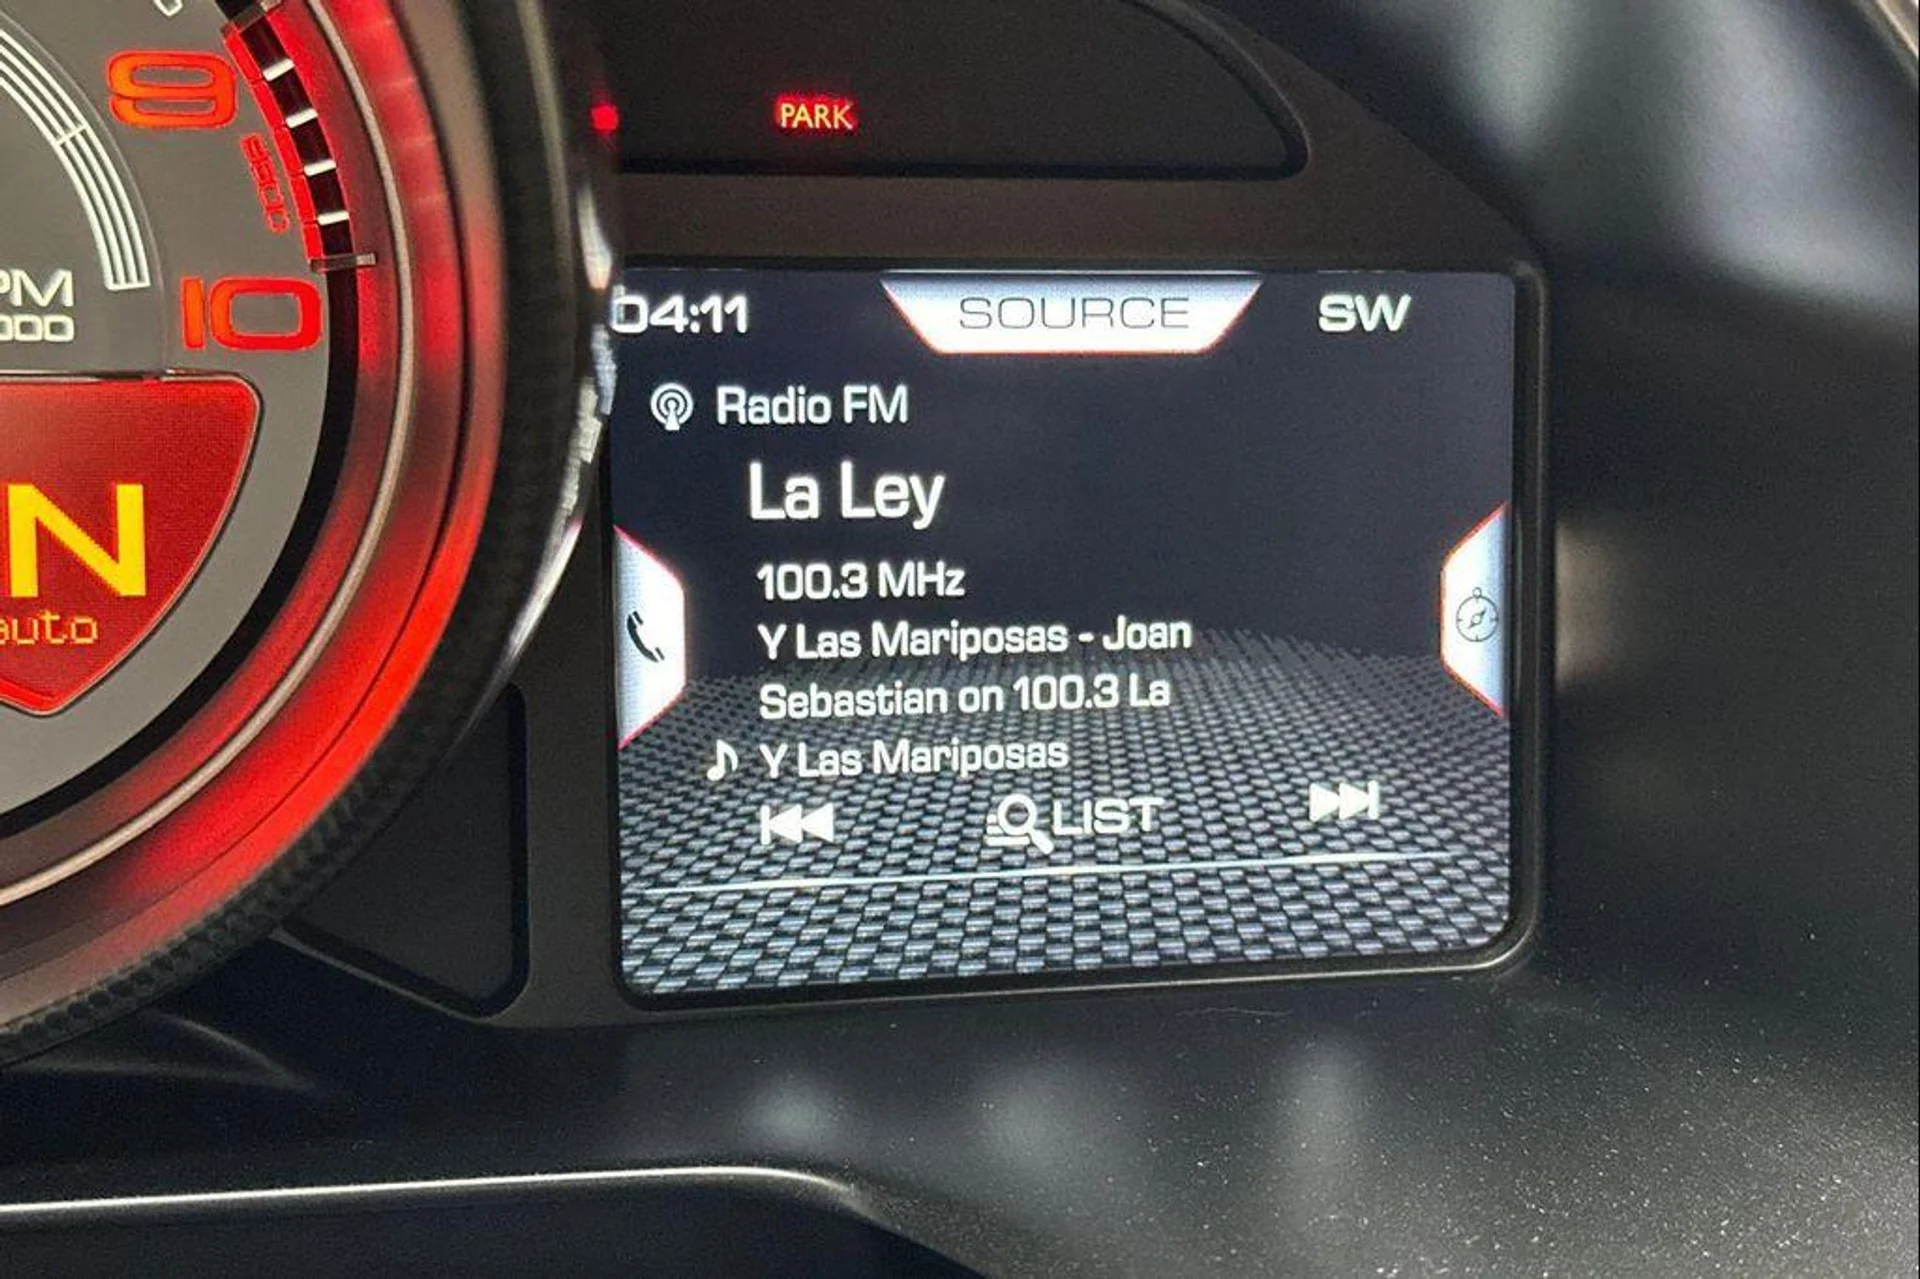 9
PARK
10
04:11 SOURCE SW
Radio FM
La Ley
100.3 MHz
Y Las Mariposas - Joan
Sebastian on 100.3 La
Y Las Mariposas
LIST
N
auto